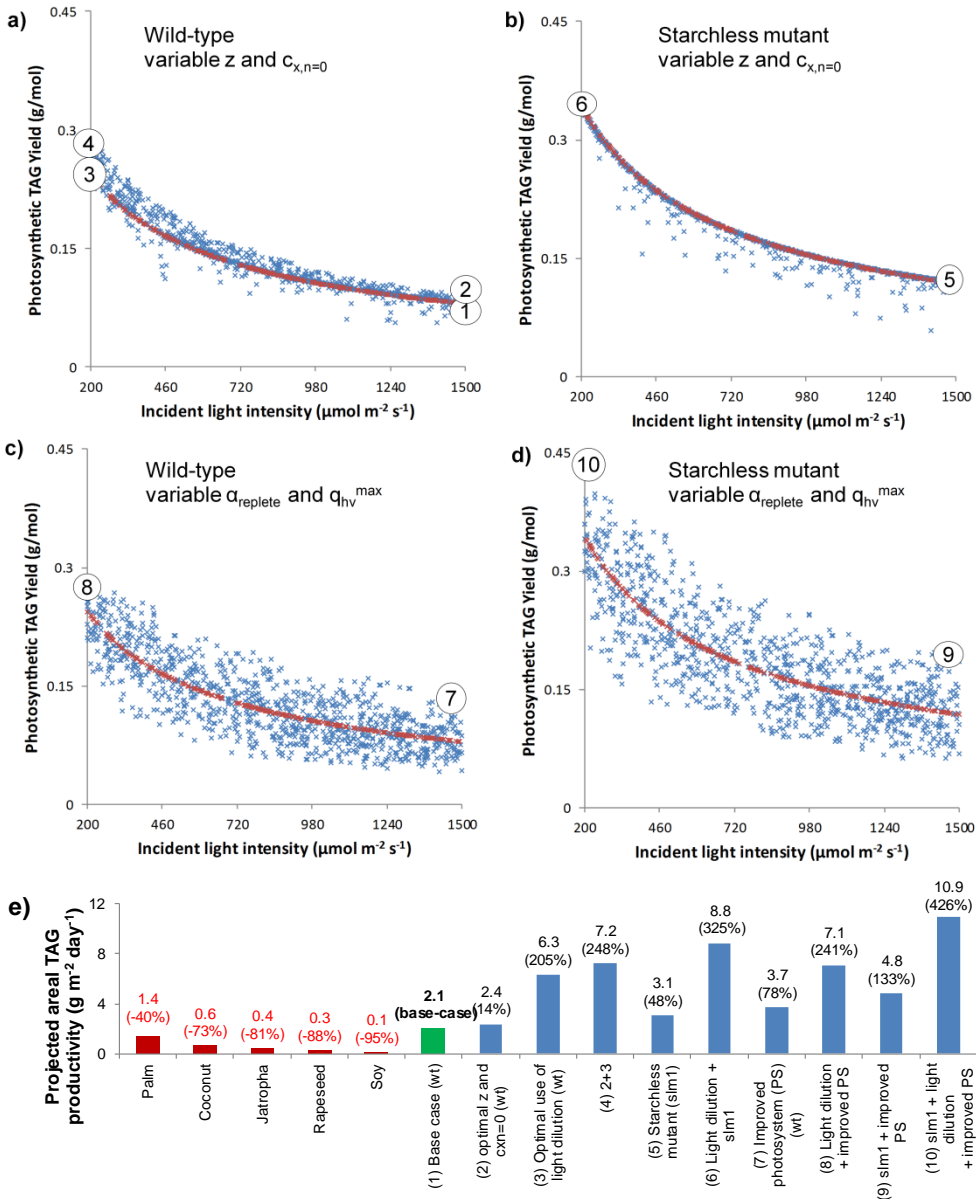 a)
Wild-type
variable z and cx,n=0
Photosynthetic TAG Yield (g/mol)
0.45
0.3
0.15
0
4
3
2
1
200 460 720 980 1240 1500
Incident light intensity (μmol m-2 s-1)
b)
Starchless mutant
variable z and cx,n=0
Photosynthetic TAG Yield (g/mol)
0.45
0.3
0.15
0
6
5
200 460 720 980 1240 1500
Incident light intensity (μmol m-2 s-1)
c)
Wild-type
variable αreplete and qhvmax
Photosynthetic TAG Yield (g/mol)
0.45
0.3
0.15
0
8
7
200 460 720 980 1240 1500
Incident light intensity (μmol m-2 s-1)
d)
Starchless mutant
variable αreplete and qhvmax
Photosynthetic TAG Yield (g/mol)
0.45
0.3
0.15
0
10
9
200 460 720 980 1240 1500
Incident light intensity (μmol m-2 s-1)
e)
Projected areal TAG
productivity (g m-2 day-1)
12
8
4
0
1.4
(-40%)
0.6
(-73%)
0.4
(-81%)
0.3
(-88%)
0.1
(-95%)
2.1
(base-case)
2.4
(14%)
6.3
(205%)
7.2
(248%)
3.1
(48%)
8.8
(325%)
3.7
(78%)
7.1
(241%)
4.8
(133%)
10.9
(426%)
Palm
Coconut
Jatropha
Rapeseed
Soy
(1) Base case (wt)
(2) optimal z and
cxn=0 (wt)
(3) Optimal use of
light dilution (wt)
(4) 2+3
(5) Starchless
mutant (slm1)
(6) Light dilution +
slm1
(7) Improved
photosystem (PS)
(wt)
(8) Light dilution
+ improved PS
(9) slm1 + improved
PS
(10) slm1 + light
dilution
+ improved PS